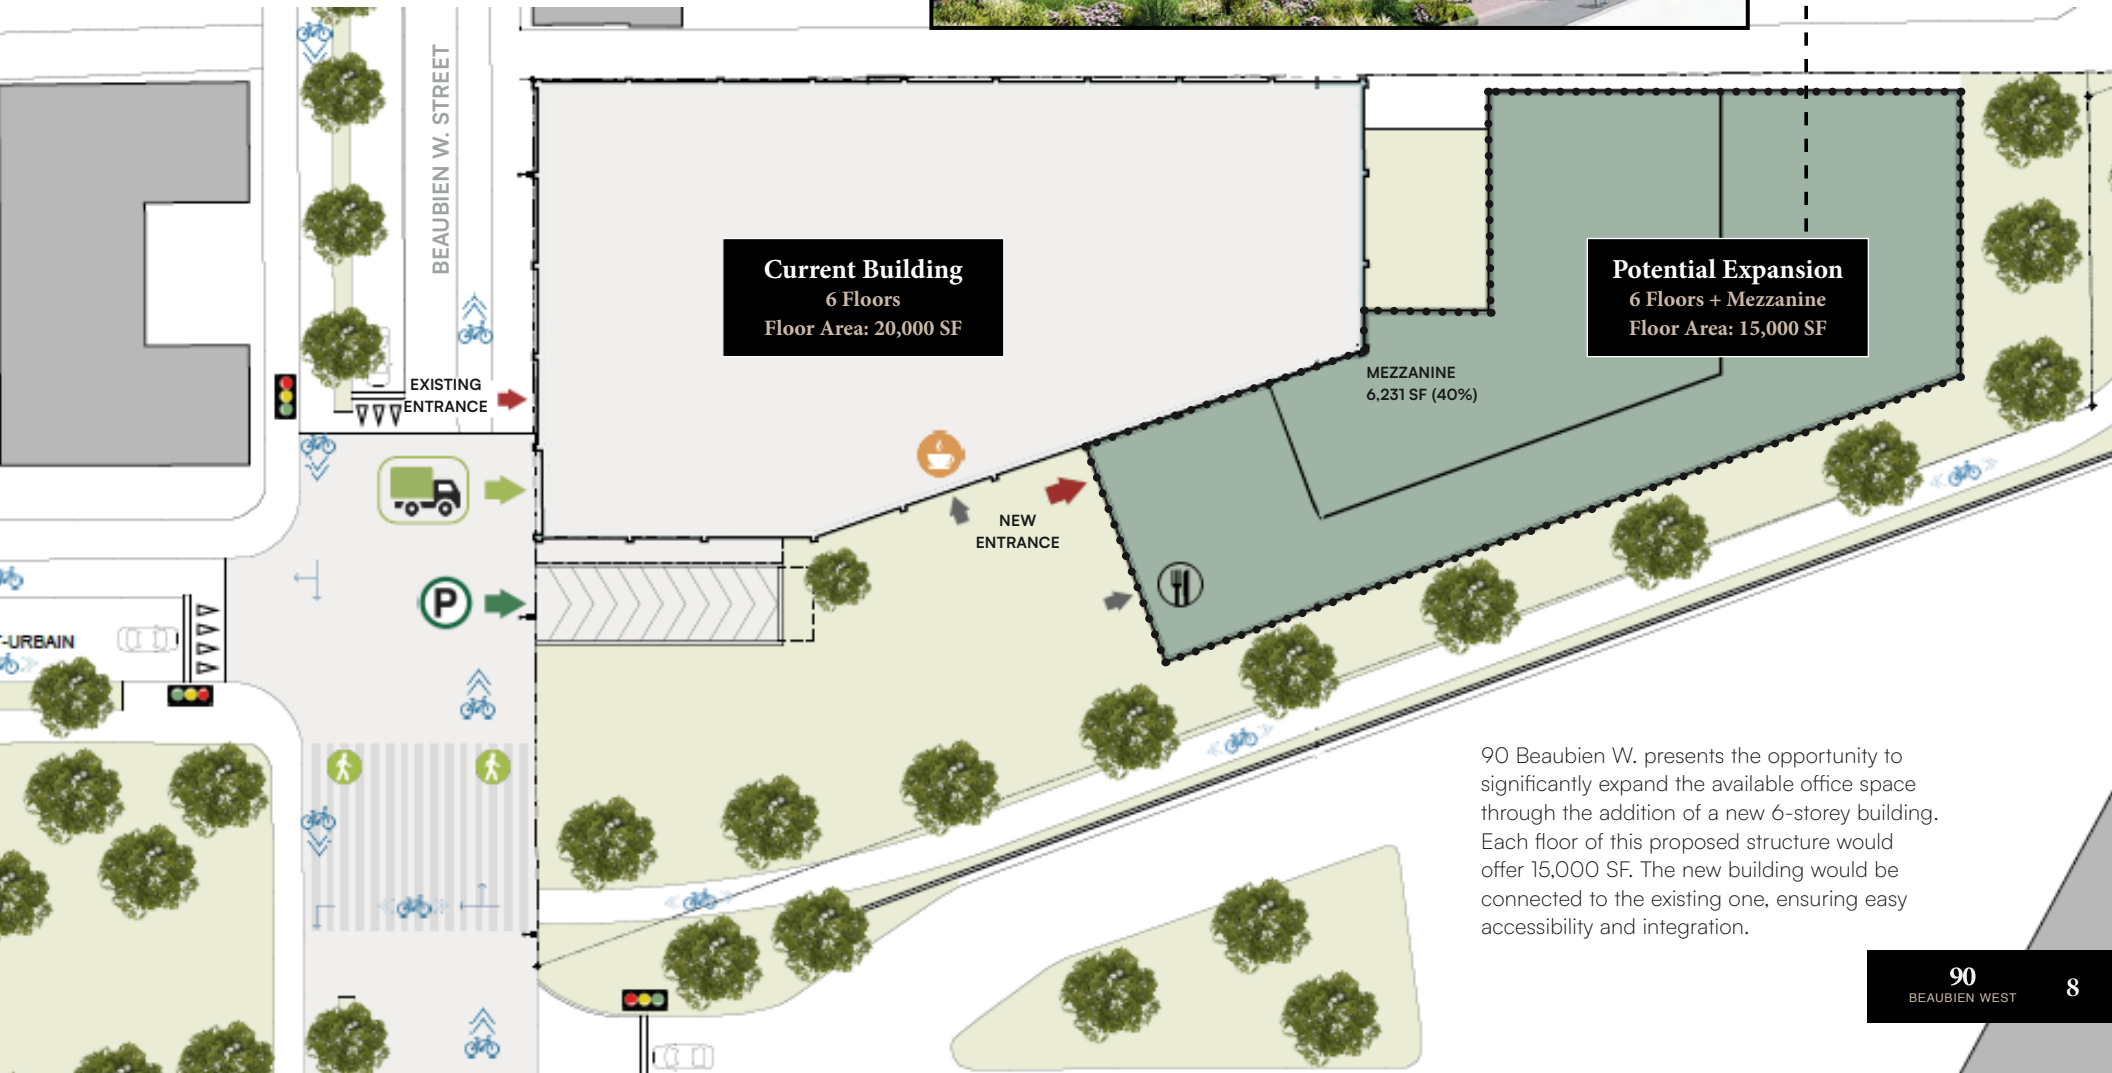 BEAUBIEN W. STREET
Current Building
6 Floors
Floor Area: 20,000 SF
Potential Expansion
6 Floors + Mezzanine
Floor Area: 15,000 SF
MEZZANINE
6,231 SF (40%)
EXISTING
ENTRANCE
NEW
ENTRANCE
P
T-URBAIN
90 Beaubien W. presents the opportunity to
significantly expand the available office space
through the addition of a new 6-storey building.
Each floor of this proposed structure would
offer 15,000 SF. The new building would be
connected to the existing one, ensuring easy
accessibility and integration.
90
BEAUBIEN WEST
8